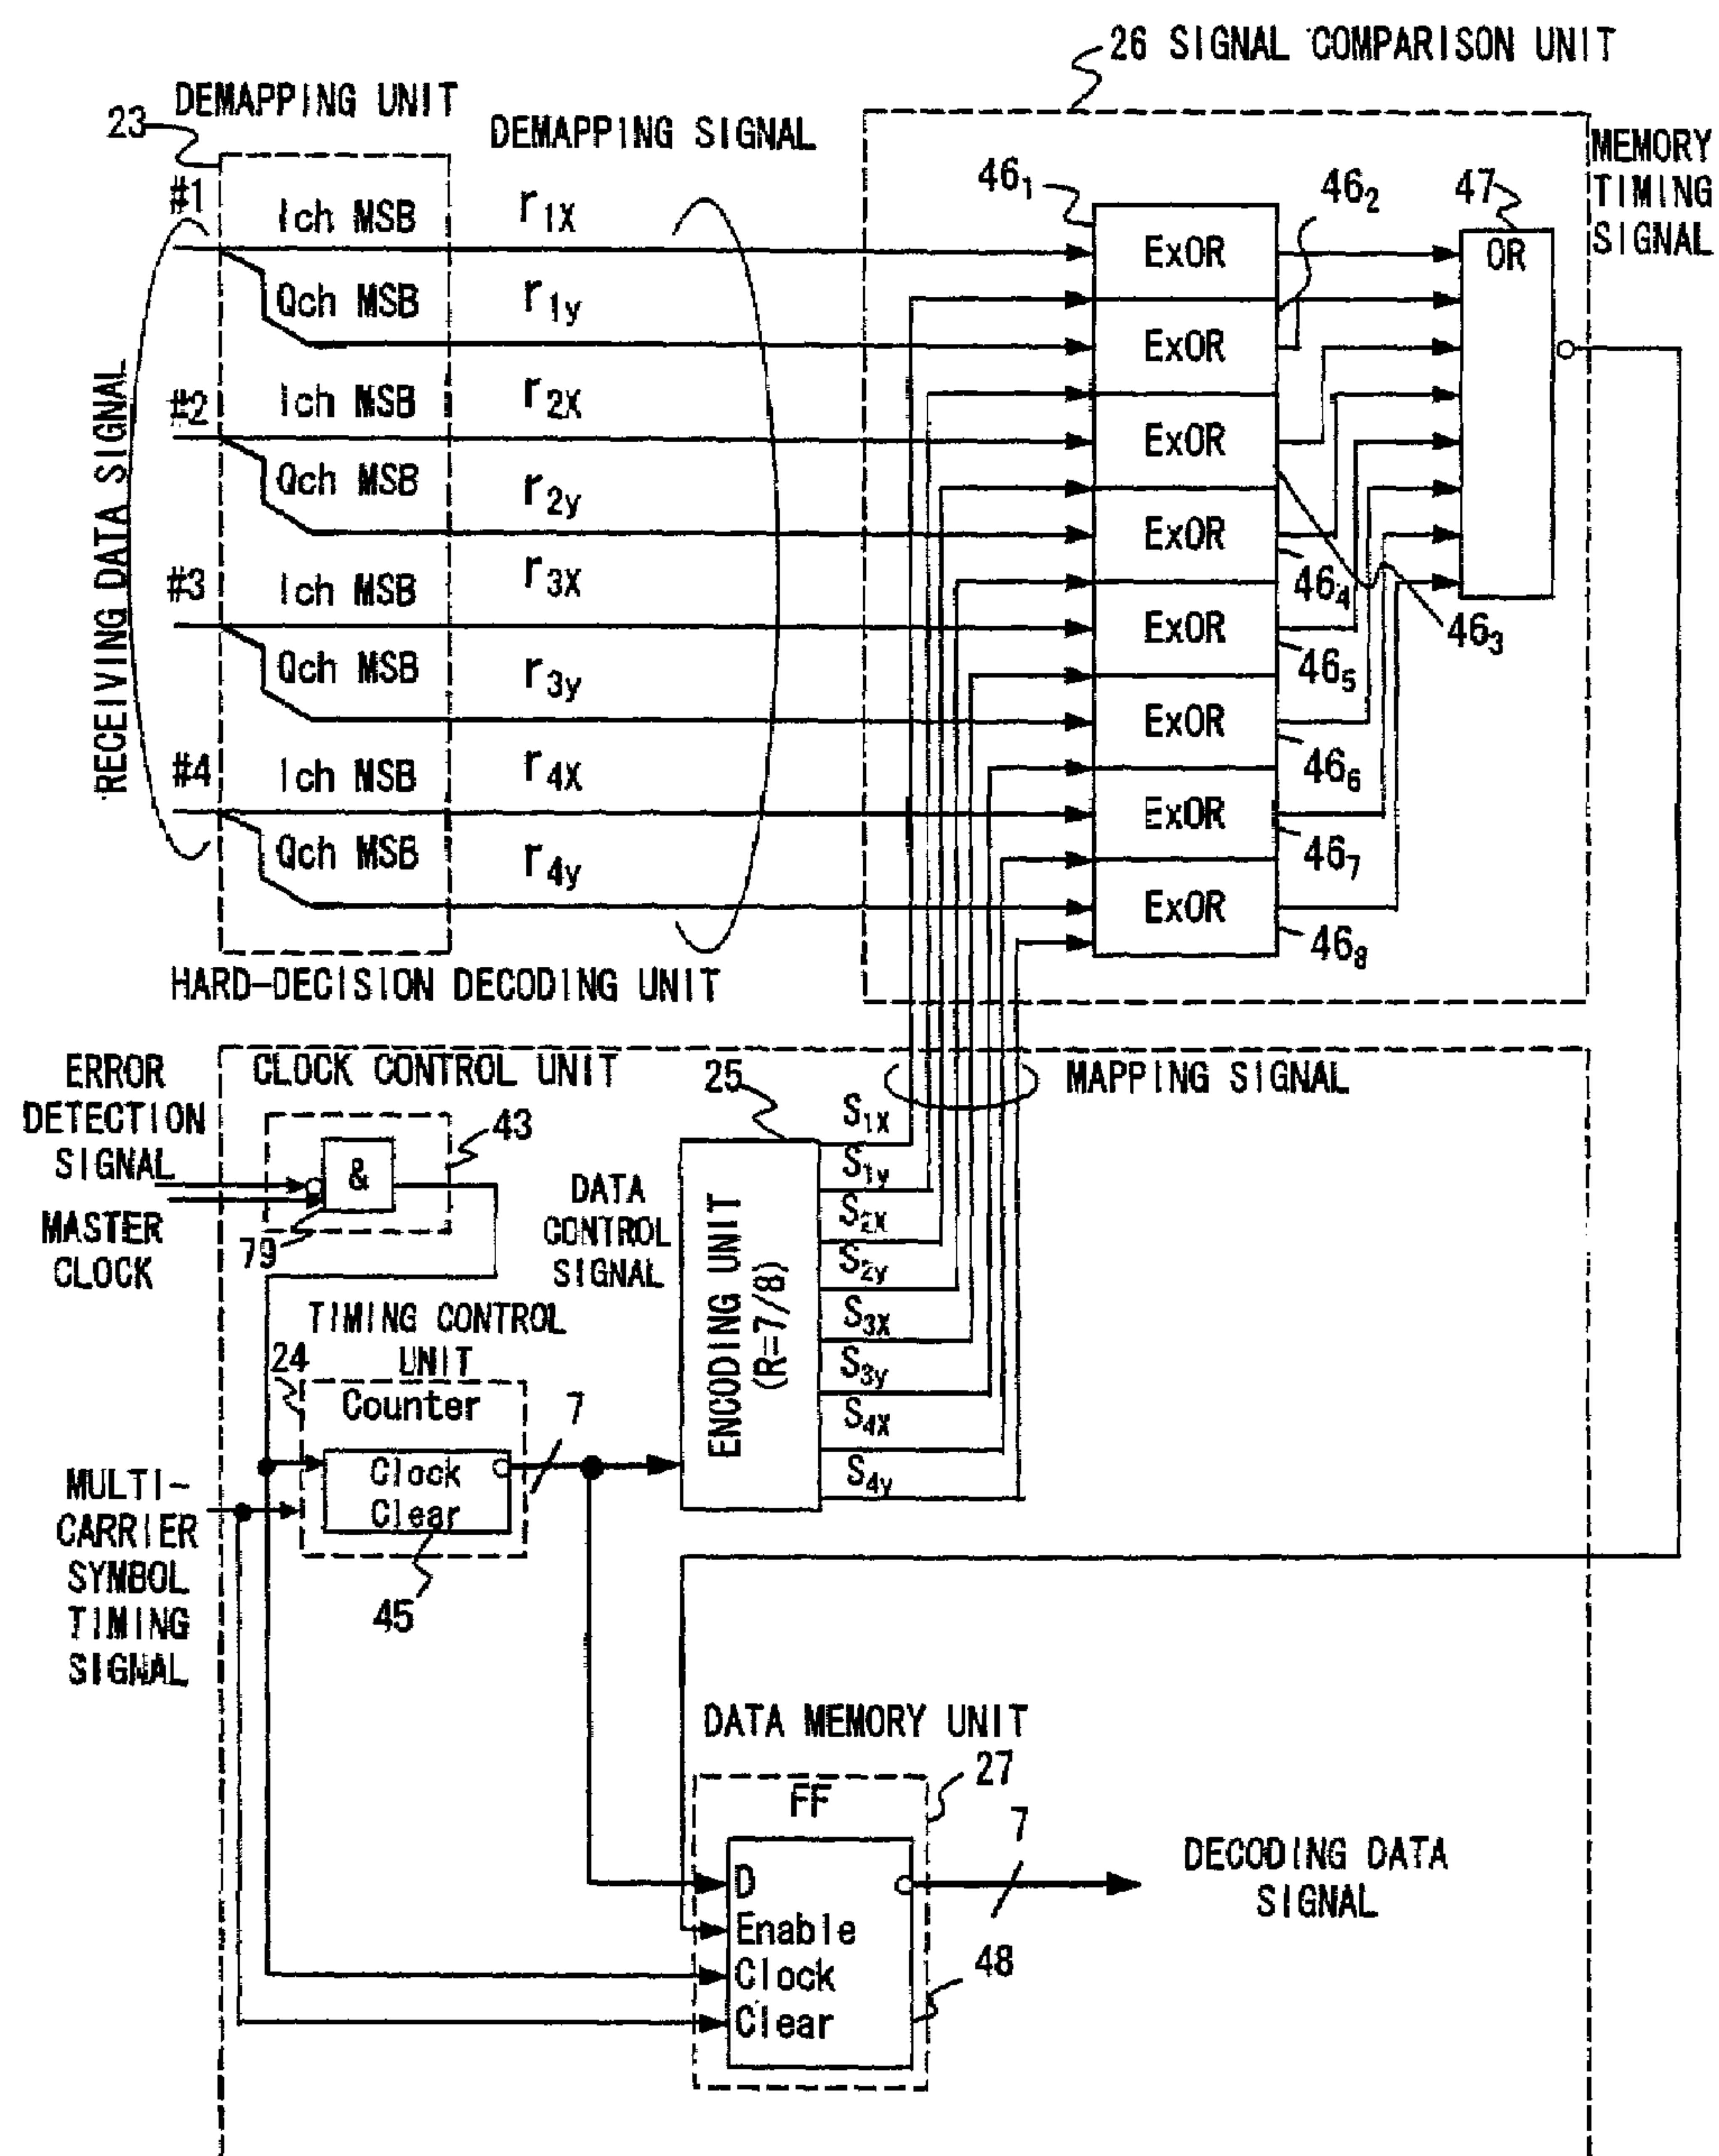 26 SIGNAL COMPARISON UNIT
DEMAPPING UNIT
23
DEMAPPING SIGNAL
MEMORY
TIMING
SIGNAL
RECEIVING DATA SIGNAL
#1
Ich MSB
r1X
Qch MSB
r1y
#2
Ich MSB
r2X
Qch MSB
r2y
#3
Ich MSB
r3X
Qch MSB
r3y
#4
Ich MSB
r4X
Qch MSB
r4y
HARD-DECISION DECODING UNIT
461
462
47
ExOR
OR
ExOR
ExOR
ExOR
464
463
ExOR
465
ExOR
466
ExOR
467
ExOR
468
ERROR
DETECTION
SIGNAL
MASTER
CLOCK
CLOCK CONTROL UNIT
43
&
79
25
MAPPING SIGNAL
DATA
CONTROL
SIGNAL
ENCODING UNIT
(R=7/8)
S1X
S1y
S2X
S2y
S3X
S3y
S4X
S4y
TIMING CONTROL
UNIT
24
Counter
7
Clock
Clear
45
MULTI-
CARRIER
SYMBOL
TIMING
SIGNAL
DATA MEMORY UNIT
27
FF
7
D
Enable
Clock
Clear
48
DECODING DATA
SIGNAL